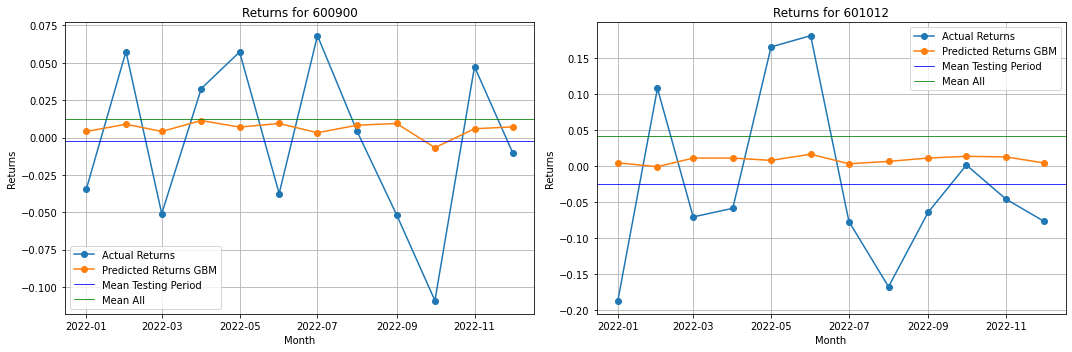 Returns for 600900
Returns
0.075
0.050
0.025
0.000
−0.025
−0.050
−0.075
−0.100
Actual Returns
Predicted Returns GBM
Mean Testing Period
Mean All
2022-01
2022-03
2022-05
2022-07
2022-09
2022-11
Month
Returns for 601012
Returns
0.15
0.10
0.05
0.00
−0.05
−0.10
−0.15
−0.20
Actual Returns
Predicted Returns GBM
Mean Testing Period
Mean All
2022-01
2022-03
2022-05
2022-07
2022-09
2022-11
Month